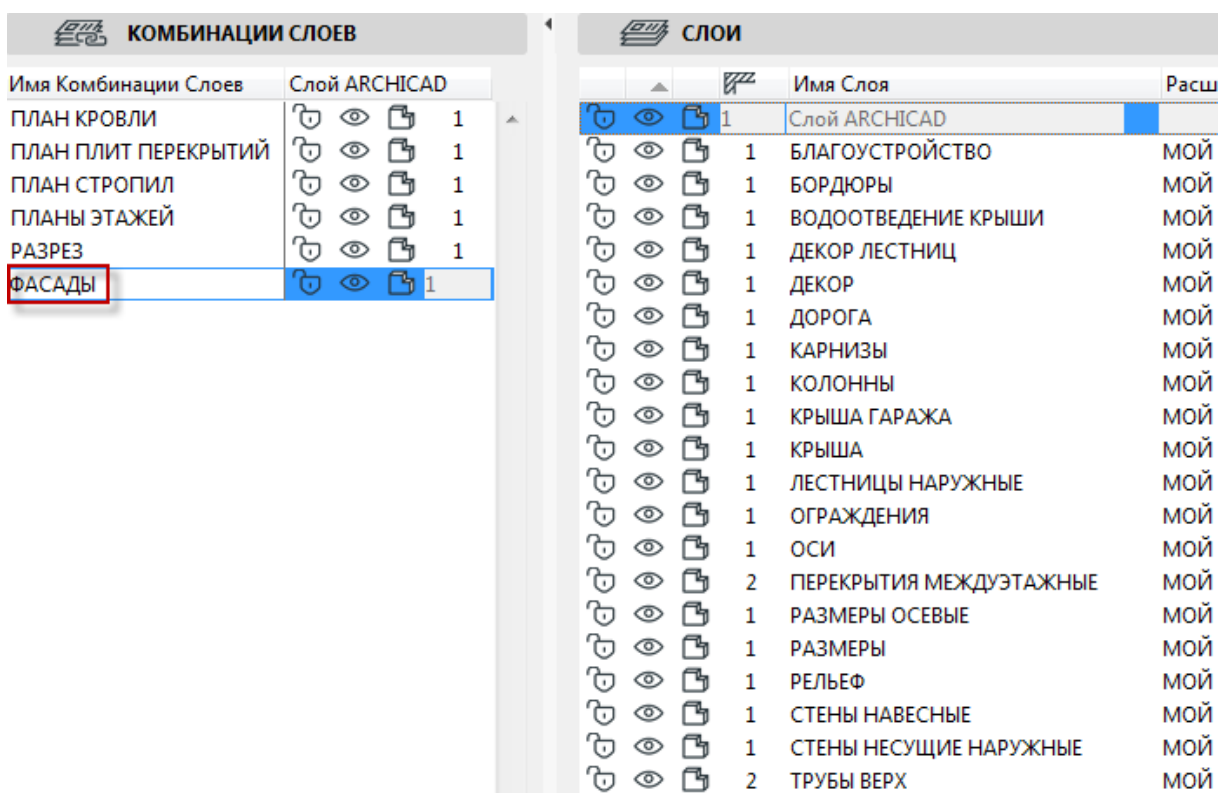 КОМБИНАЦИИ СЛОЕВ
Имя Комбинации Слоев Слой ARCHICAD
ПЛАН КРОВЛИ 1
ПЛАН ПЛИТ ПЕРЕКРЫТИЙ 1
ПЛАН СТРОПИЛ 1
ПЛАНЫ ЭТАЖЕЙ 1
РАЗРЕЗ 1
ФАСАДЫ 1
СЛОИ
Имя Слоя Расш
1 Слой ARCHICAD
1 БЛАГОУСТРОЙСТВО МОЙ
1 БОРДЮРЫ МОЙ
1 ВОДООТВЕДЕНИЕ КРЫШИ МОЙ
1 ДЕКОР ЛЕСТНИЦ МОЙ
1 ДЕКОР МОЙ
1 ДОРОГА МОЙ
1 КАРНИЗЫ МОЙ
1 КОЛОННЫ МОЙ
1 КРЫША ГАРАЖА МОЙ
1 КРЫША МОЙ
1 ЛЕСТНИЦЫ НАРУЖНЫЕ МОЙ
1 ОГРАЖДЕНИЯ МОЙ
1 ОСИ МОЙ
2 ПЕРЕКРЫТИЯ МЕЖДУЭТАЖНЫЕ МОЙ
1 РАЗМЕРЫ ОСЕВЫЕ МОЙ
1 РАЗМЕРЫ МОЙ
1 РЕЛЬЕФ МОЙ
1 СТЕНЫ НАВЕСНЫЕ МОЙ
1 СТЕНЫ НЕСУЩИЕ НАРУЖНЫЕ МОЙ
2 ТРУБЫ ВЕРХ МОЙ